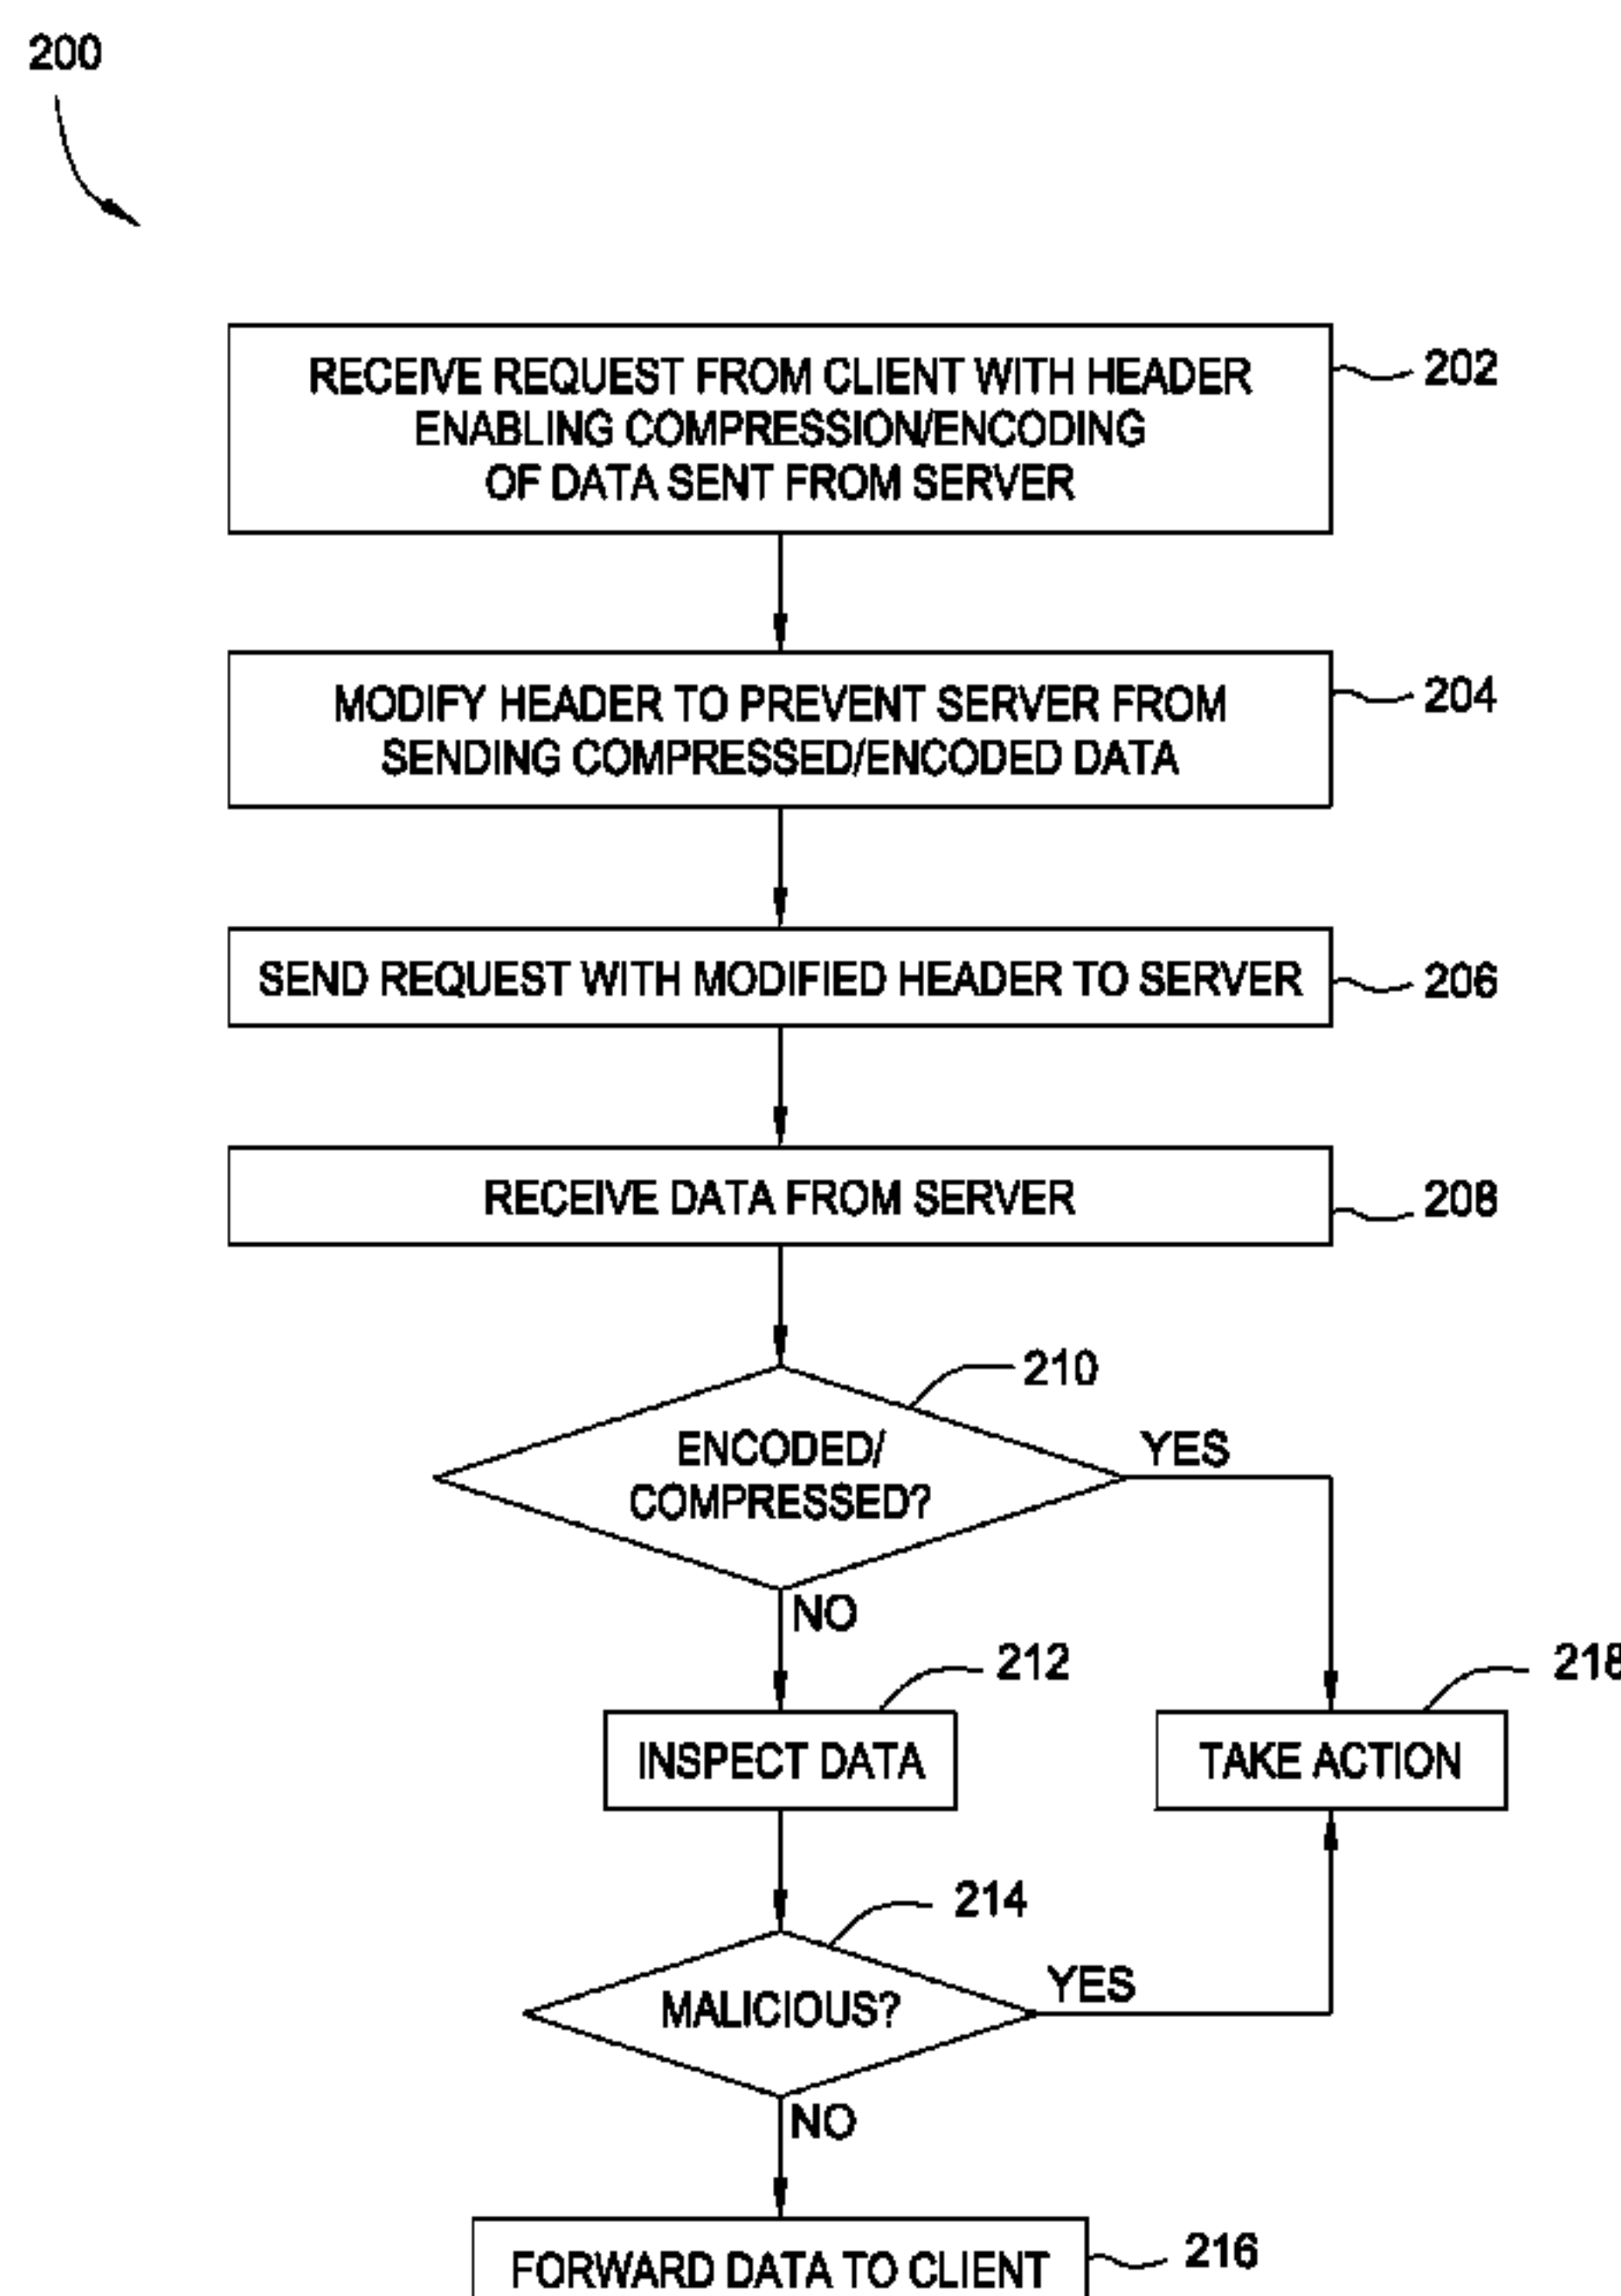 200
RECEIVE REQUEST FROM CLIENT WITH HEADER
ENABLING COMPRESSION/ENCODING
OF DATA SENT FROM SERVER
202
MODIFY HEADER TO PREVENT SERVER FROM
SENDING COMPRESSED/ENCODED DATA
204
SEND REQUEST WITH MODIFIED HEADER TO SERVER
206
RECEIVE DATA FROM SERVER
208
210
ENCODED/
COMPRESSED?
YES
NO
212
218
INSPECT DATA
TAKE ACTION
214
MALICIOUS?
YES
NO
FORWARD DATA TO CLIENT
216